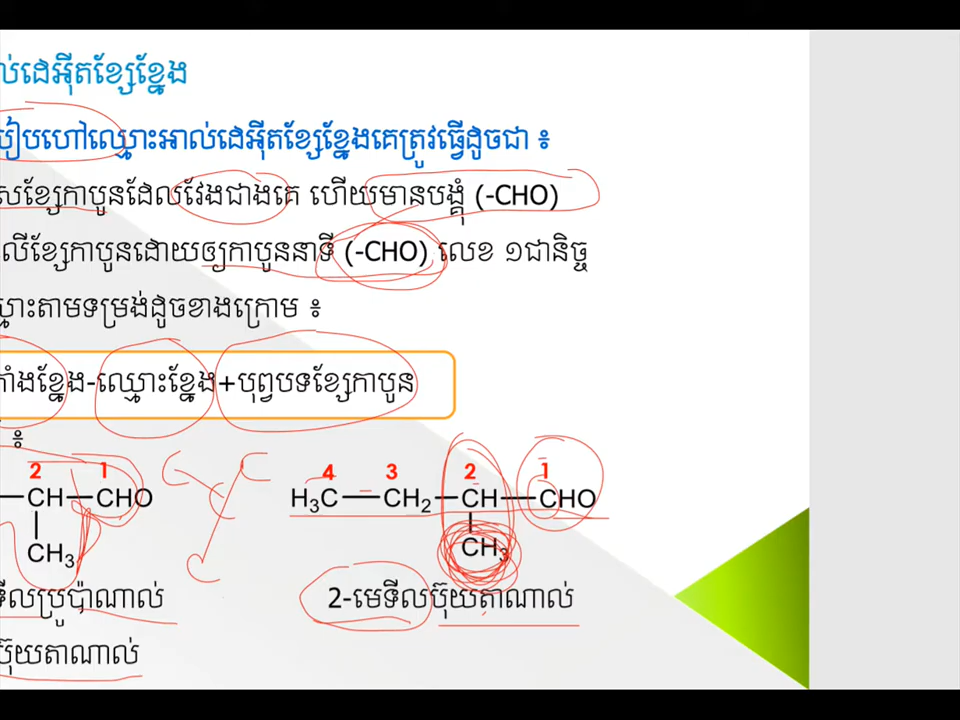 ល់ដេអ៊ីតខ្សែខ្នែង
បៀបហៅឈ្មោះអាល់ដេអ៊ីតខ្សែខ្នែងគេត្រូវធ្វើដូចជា ៖
សខ្សែកាបូនដែលវែងជាងគេ ហើយមានបង្គុំ (-CHO)
លើខ្សែកាបូនដោយឲ្យកាបូននាទី (-CHO) លេខ ១ជានិច្ច
ឈ្មោះតាមទម្រង់ដូចខាងក្រោម ៖
តាំងខ្នែង-ឈ្មោះខ្នែង+បុព្វបទខ្សែកាបូន
៖
2 1 4 3 2 1
CH CHO H₃C CH₂ CH CHO
CH₃ CH₃
ទីលប្រូប៉ាណាល់ 2-មេទីលប៊ុយតាណាល់
ប៊ុយតាណាល់